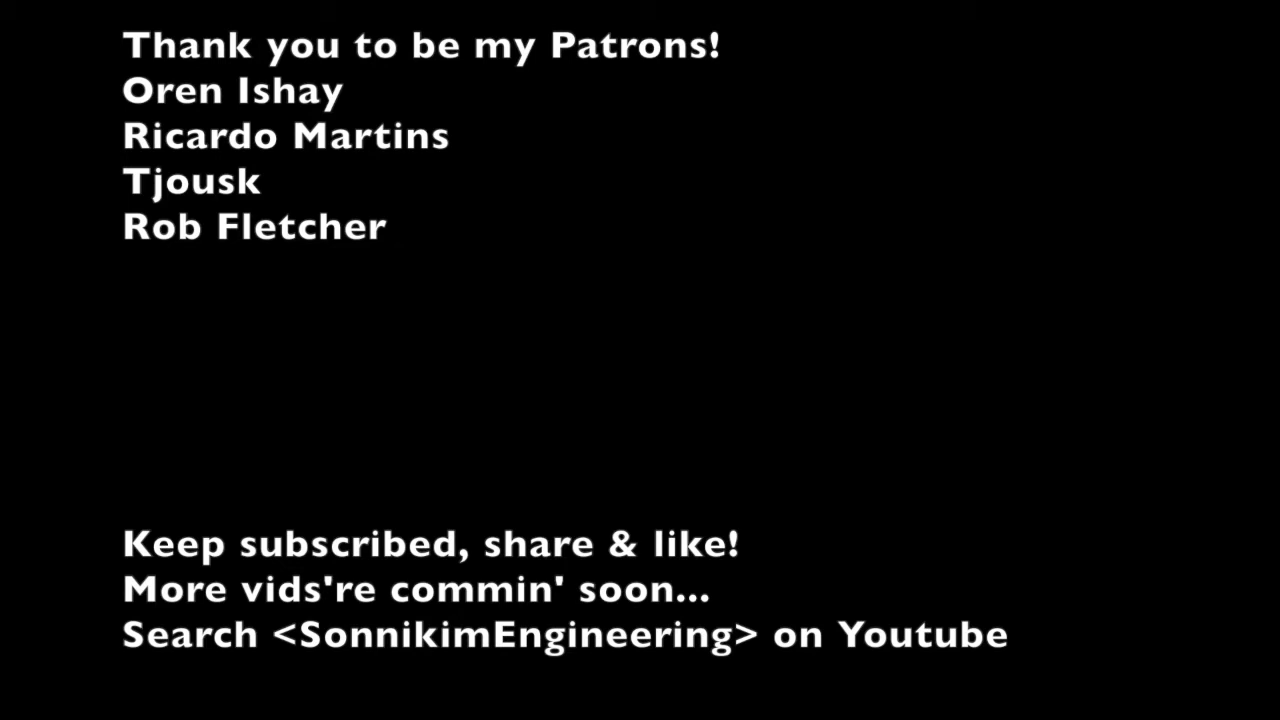 Thank you to be my Patrons!
Oren Ishay
Ricardo Martins
Tjousk
Rob Fletcher
Keep subscribed, share & like!
More vids're commin' soon...
Search <SonnikimEngineering> on Youtube